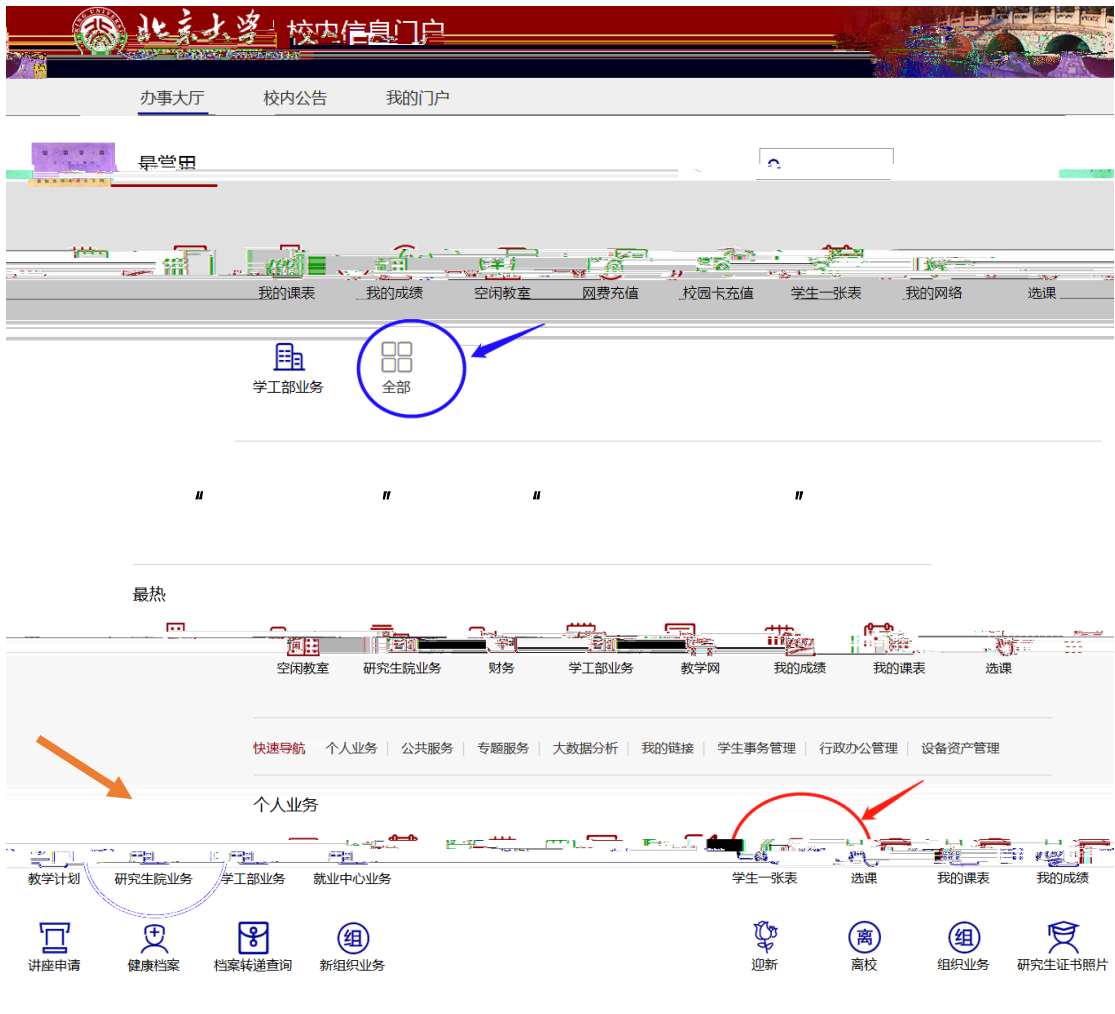 北京大学 校内信息门户
办事大厅 校内公告 我的门户
最常用
我的课表 我的成绩 空闲教室 网费充值 校园卡充值 学生一张表 我的网络 选课
学工部业务 全部
“ ” “ ”
最热
空闲教室 研究生院业务 财务 学工部业务 教学网 我的成绩 我的课表 选课
快速导航 个人业务 | 公共服务 | 专题服务 | 大数据分析 | 我的链接 | 学生事务管理 | 行政办公管理 | 设备资产管理
个人业务
教学计划 研究生院业务 学工部业务 就业中心业务 学生一张表 选课 我的课表 我的成绩
组 离 组
讲座申请 健康档案 档案转递查询 新组织业务 迎新 离校 组织业务 研究生证书照片